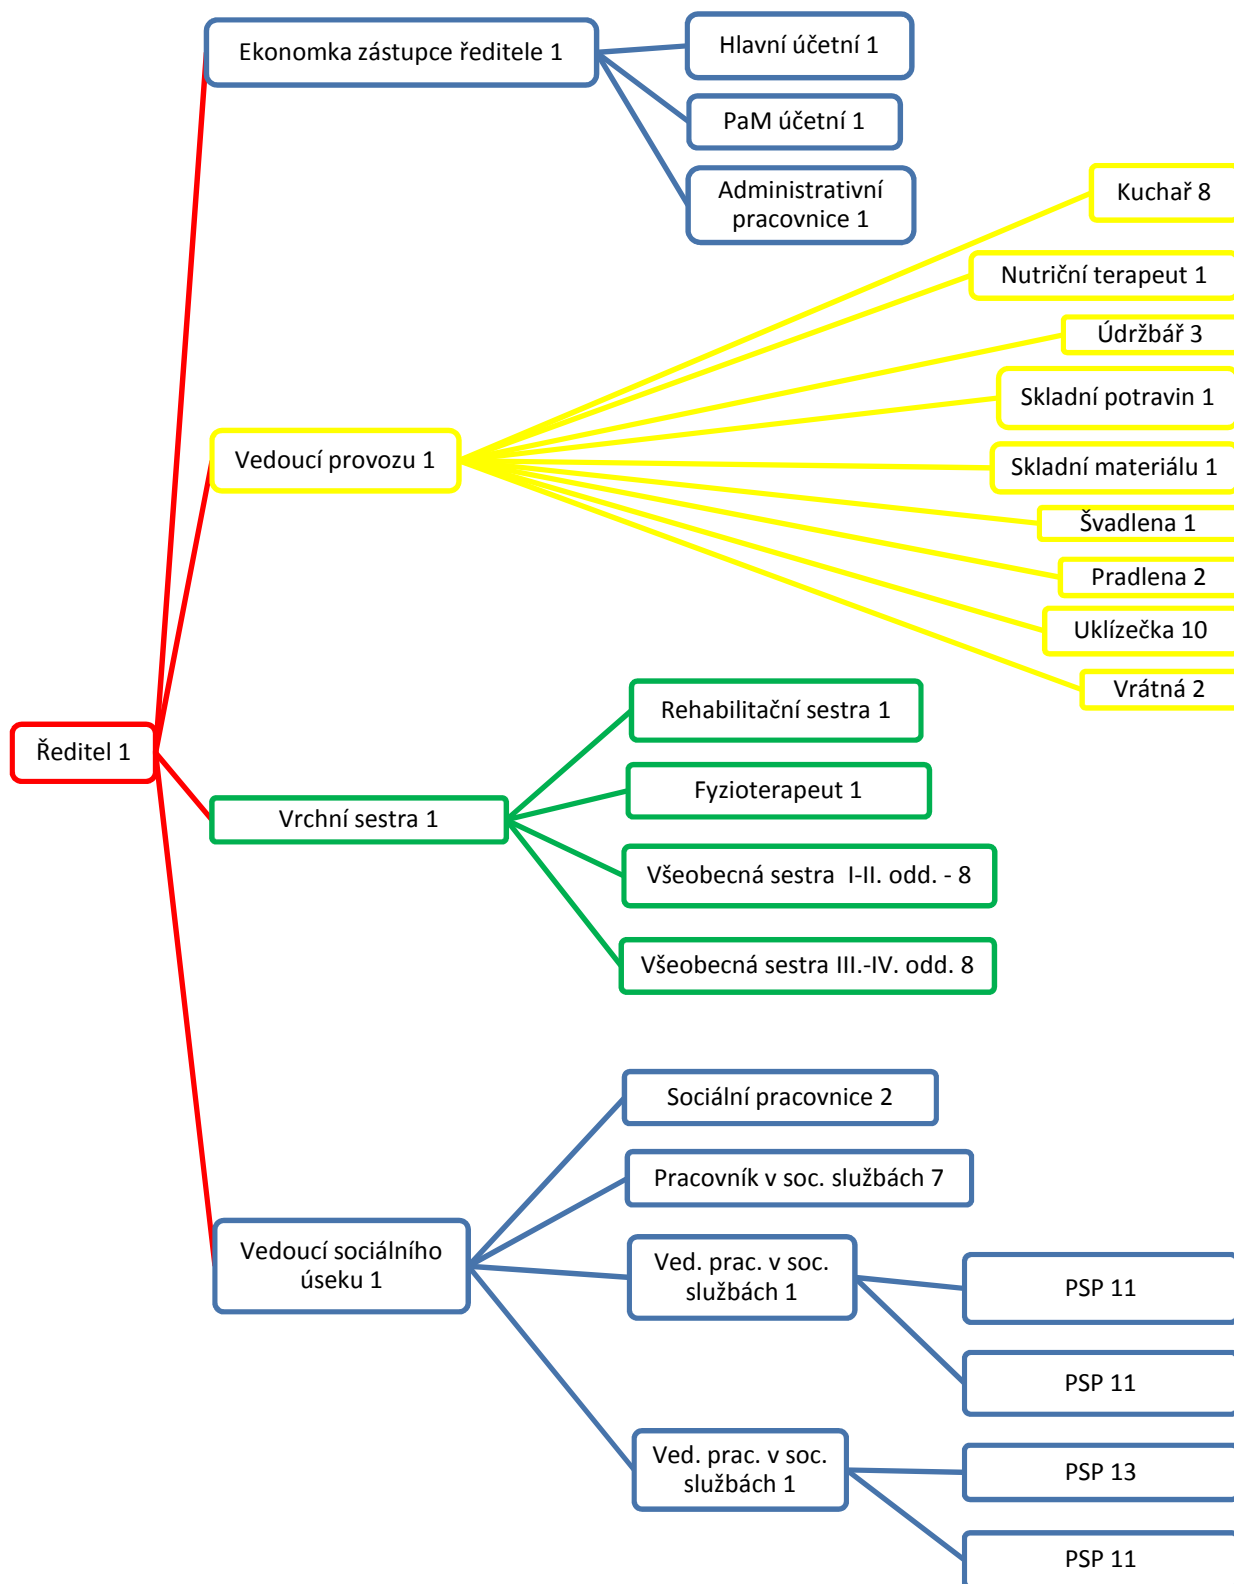 Ekonomka zástupce ředitele 1
Hlavní účetní 1
PaM účetní 1
Administrativní
pracovnice 1
Kuchař 8
Nutriční terapeut 1
Údržbář 3
Skladní potravin 1
Vedoucí provozu 1
Skladní materiálu 1
Švadlena 1
Pradlena 2
Uklízečka 10
Vrátná 2
Ředitel 1
Rehabilitační sestra 1
Fyzioterapeut 1
Vrchní sestra 1
Všeobecná sestra  I-II. odd. - 8
Všeobecná sestra III.-IV. odd. 8
Sociální pracovnice 2
Pracovník v soc. službách 7
Vedoucí sociálního
úseku 1
Ved. prac. v soc.
službách 1
PSP 11
PSP 11
Ved. prac. v soc.
službách 1
PSP 13
PSP 11